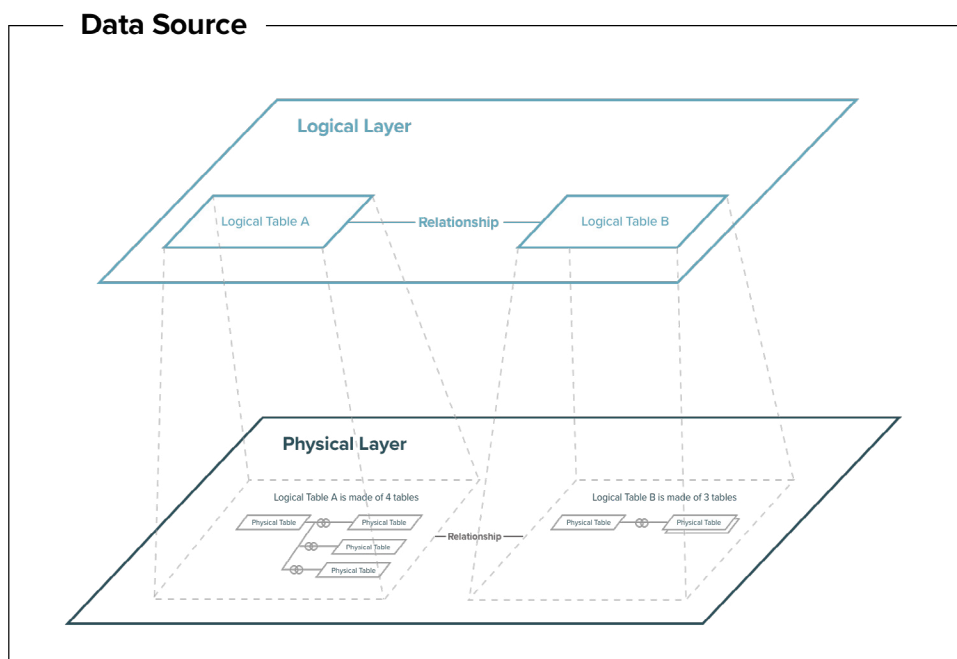 Data Source
Logical Layer
Logical Table A
Relationship
Logical Table B
Physical Layer
Logical Table A is made of 4 tables
Logical Table B is made of 3 tables
Physical Table
Physical Table
Physical Table
Physical Table
Relationship
Physical Table
Physical Table